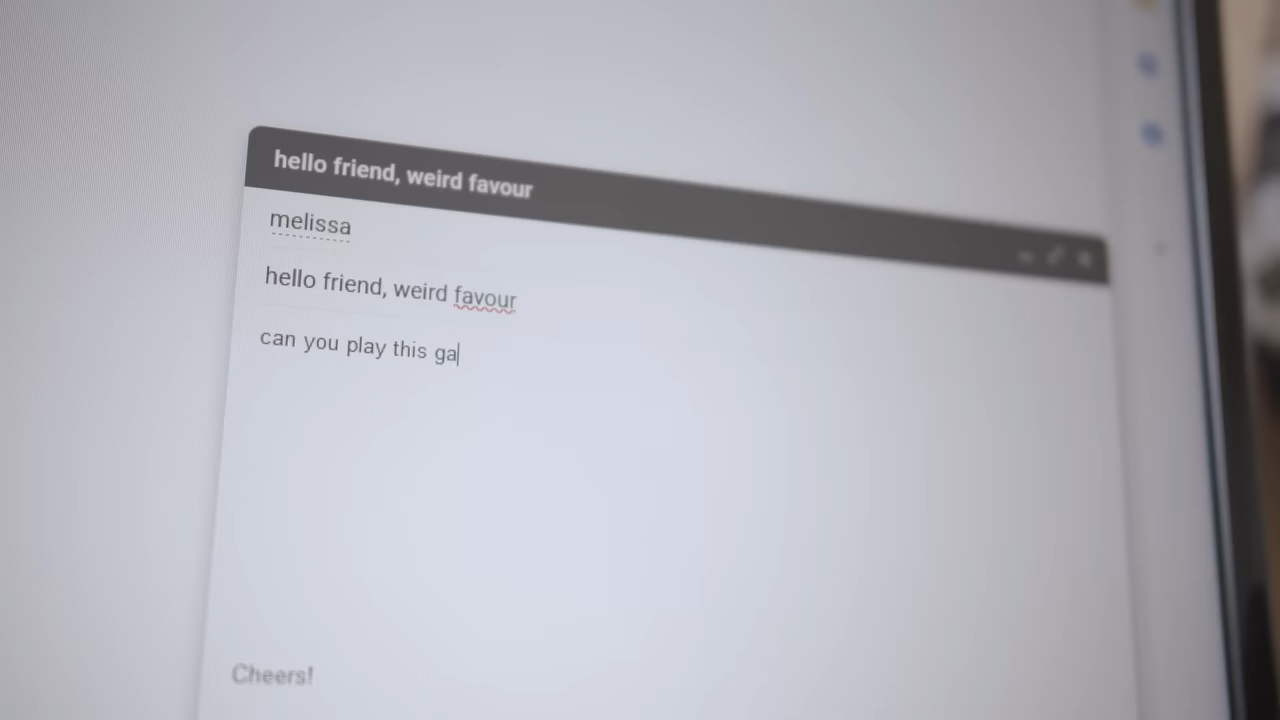 hello friend, weird favour
melissa
hello friend, weird favour
can you play this ga
Cheers!